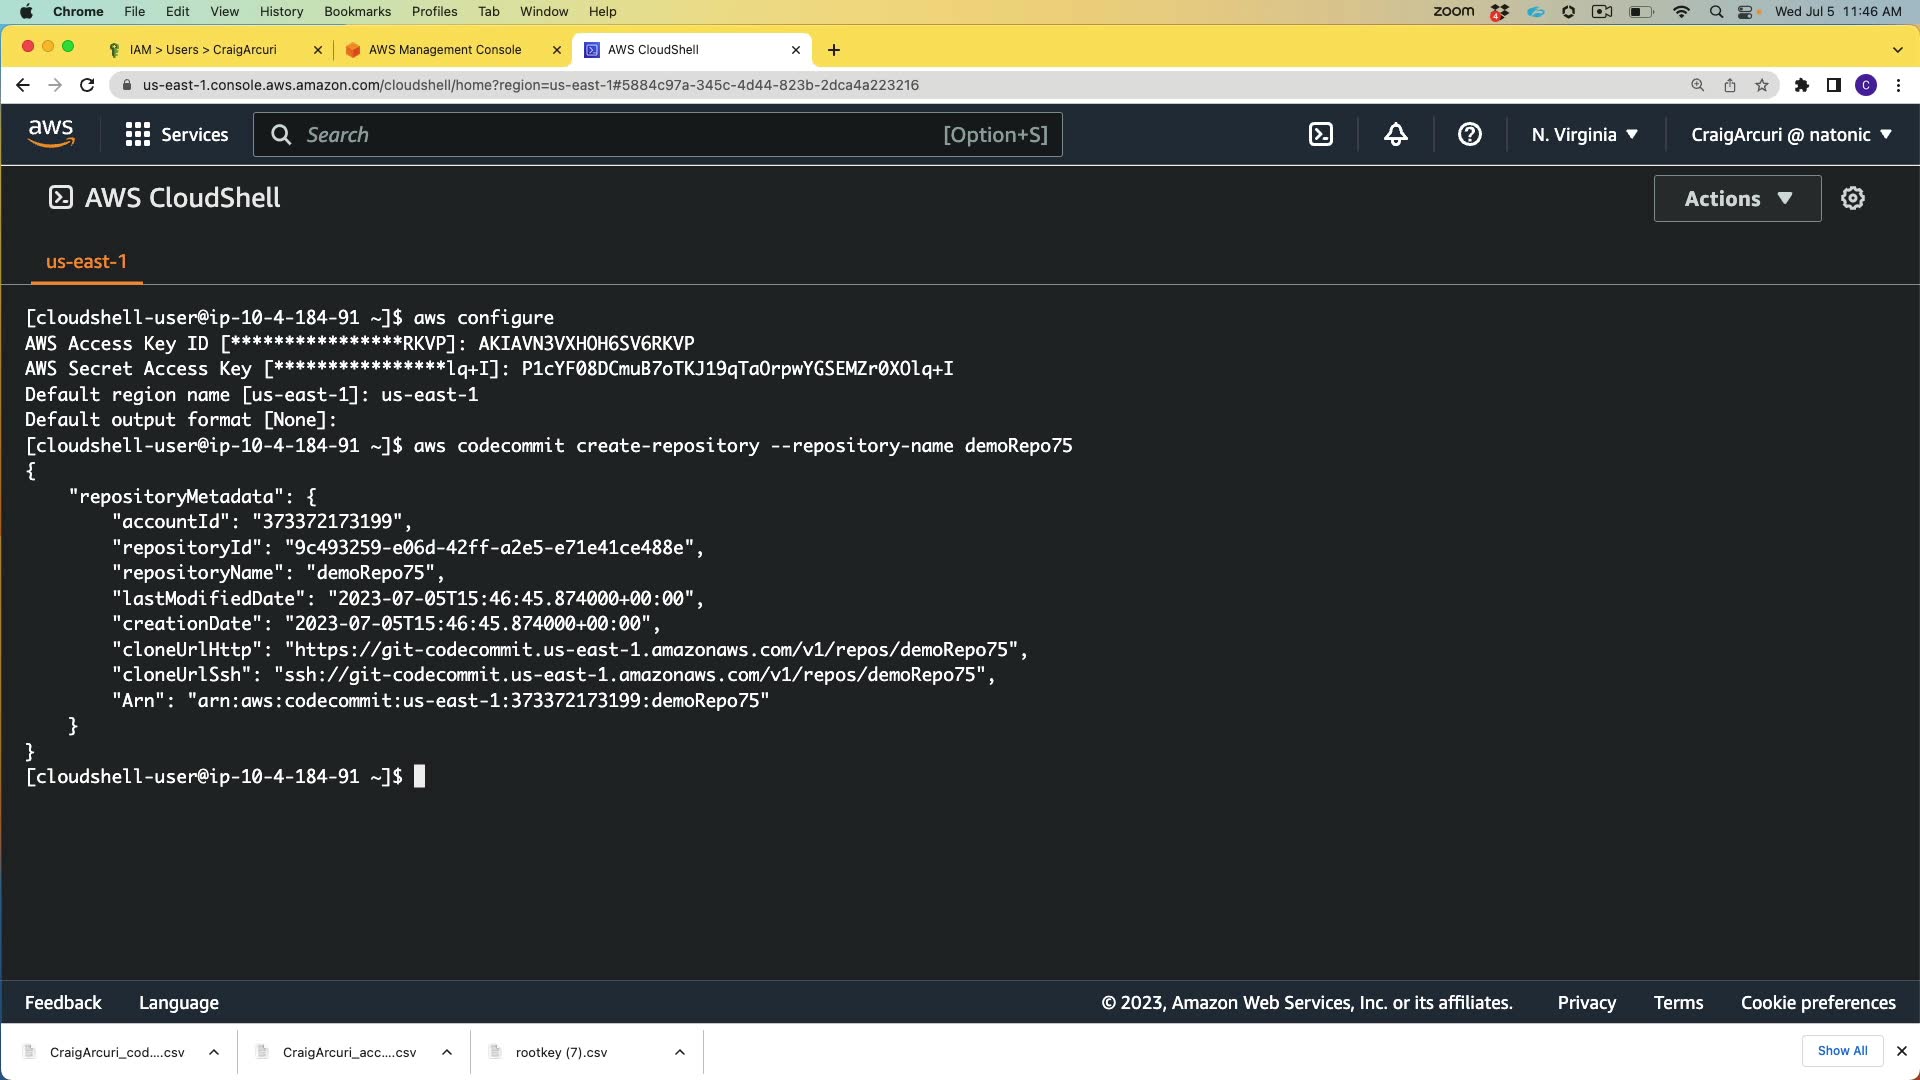 Chrome File Edit View History Bookmarks Profiles Tab Window Help zoom 4 Wed Jul 5 11:46 AM
IAM > Users > CraigArcuri AWS Management Console AWS CloudShell
us-east-1.console.aws.amazon.com/cloudshell/home?region=us-east-1#5884c97a-345c-4d44-823b-2dca4a223216 C
aws Services Search [Option+S] N. Virginia CraigArcuri @ natonic
AWS CloudShell Actions
us-east-1
[cloudshell-user@ip-10-4-184-91 ~]$ aws configure
AWS Access Key ID [****************RKVP]: AKIAVN3VXHOH6SV6RKVP
AWS Secret Access Key [****************lq+I]: 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
Default region name [us-east-1]: us-east-1
Default output format [None]:
[cloudshell-user@ip-10-4-184-91 ~]$ aws codecommit create-repository --repository-name demoRepo75
{
    "repositoryMetadata": {
        "accountId": "373372173199",
        "repositoryId": "9c493259-e06d-42ff-a2e5-e71e41ce488e",
        "repositoryName": "demoRepo75",
        "lastModifiedDate": "2023-07-05T15:46:45.874000+00:00",
        "creationDate": "2023-07-05T15:46:45.874000+00:00",
        "cloneUrlHttp": "https://git-codecommit.us-east-1.amazonaws.com/v1/repos/demoRepo75",
        "cloneUrlSsh": "ssh://git-codecommit.us-east-1.amazonaws.com/v1/repos/demoRepo75",
        "Arn": "arn:aws:codecommit:us-east-1:373372173199:demoRepo75"
    }
}
[cloudshell-user@ip-10-4-184-91 ~]$
Feedback Language © 2023, Amazon Web Services, Inc. or its affiliates. Privacy Terms Cookie preferences
CraigArcuri_cod....csv CraigArcuri_acc....csv rootkey (7).csv Show All